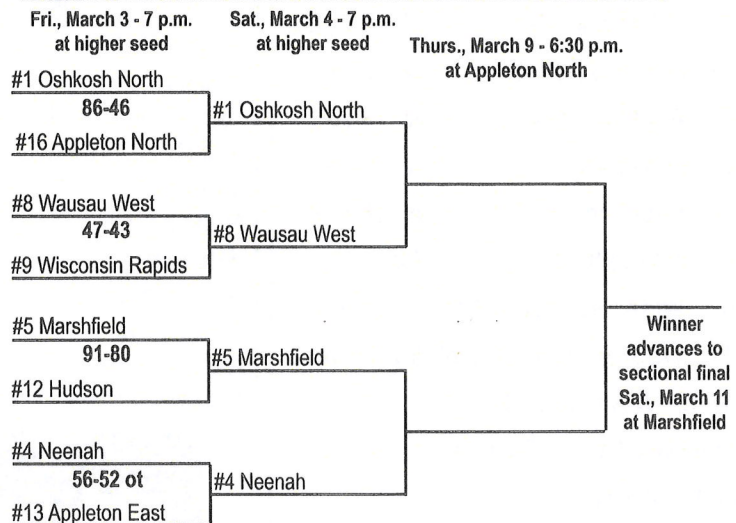 Fri., March 3 - 7 p.m.
at higher seed
Sat., March 4 - 7 p.m.
at higher seed
Thurs., March 9 - 6:30 p.m.
at Appleton North
#1 Oshkosh North
86-46
#16 Appleton North
#1 Oshkosh North
#8 Wausau West
47-43
#9 Wisconsin Rapids
#8 Wausau West
#5 Marshfield
91-80
#12 Hudson
#5 Marshfield
#4 Neenah
56-52 ot
#13 Appleton East
#4 Neenah
Winner
advances to
sectional final
Sat., March 11
at Marshfield